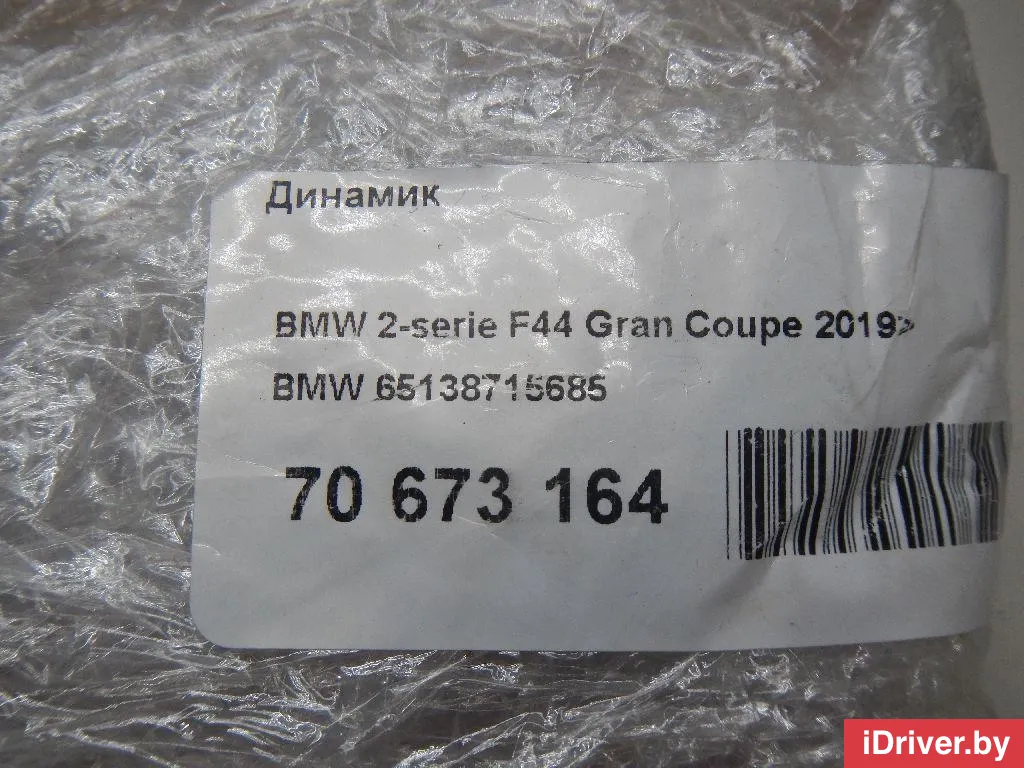 Динамик
BMW 2-serie F44 Gran Coupe 2019>
BMW 65138715685
70 673 164
iDriver.by